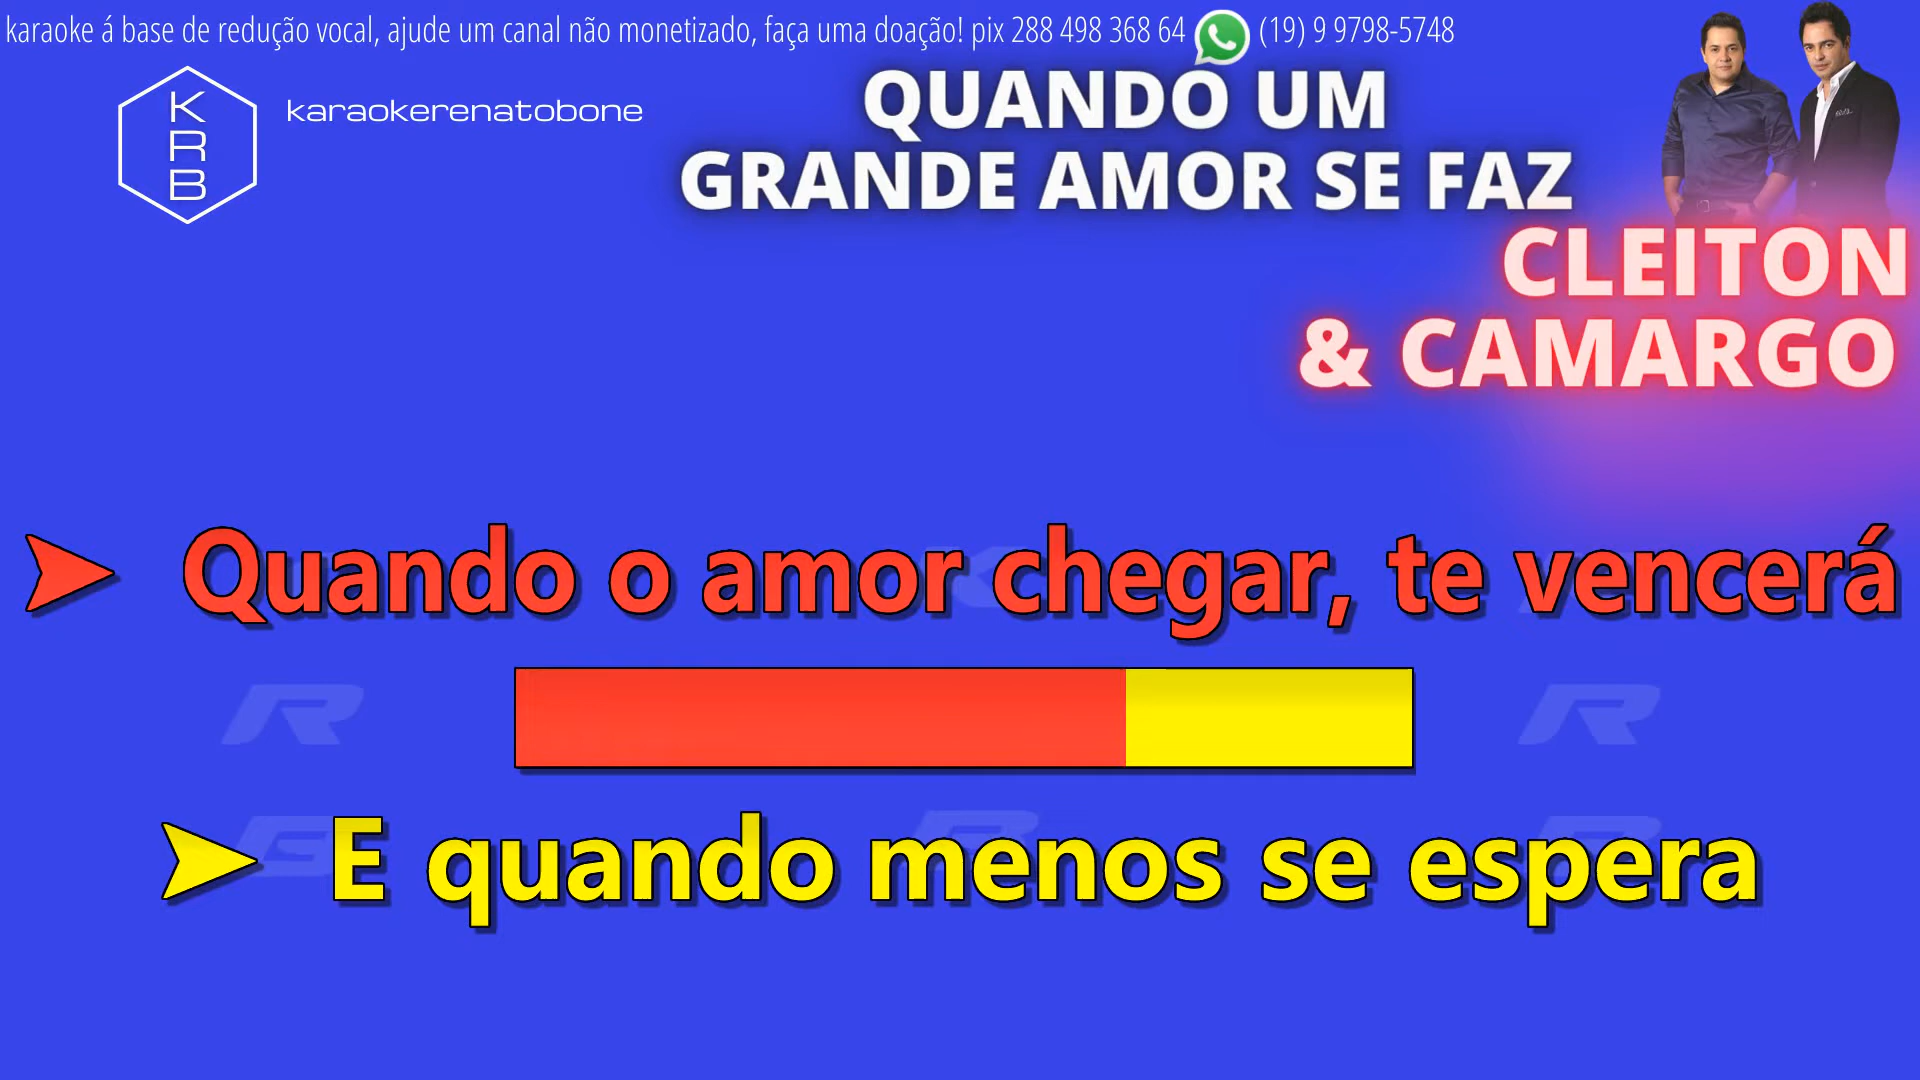 karaoke á base de redução vocal, ajude um canal não monetizado, faça uma doação! pix 288 498 368 64 (19) 9 9798-5748
K
R
B
karaokerenatobone
QUANDO UM
GRANDE AMOR SE FAZ
CLEITON
& CAMARGO
➤ Quando o amor chegar, te vencerá
R R
➤ E quando menos se espera
B B B